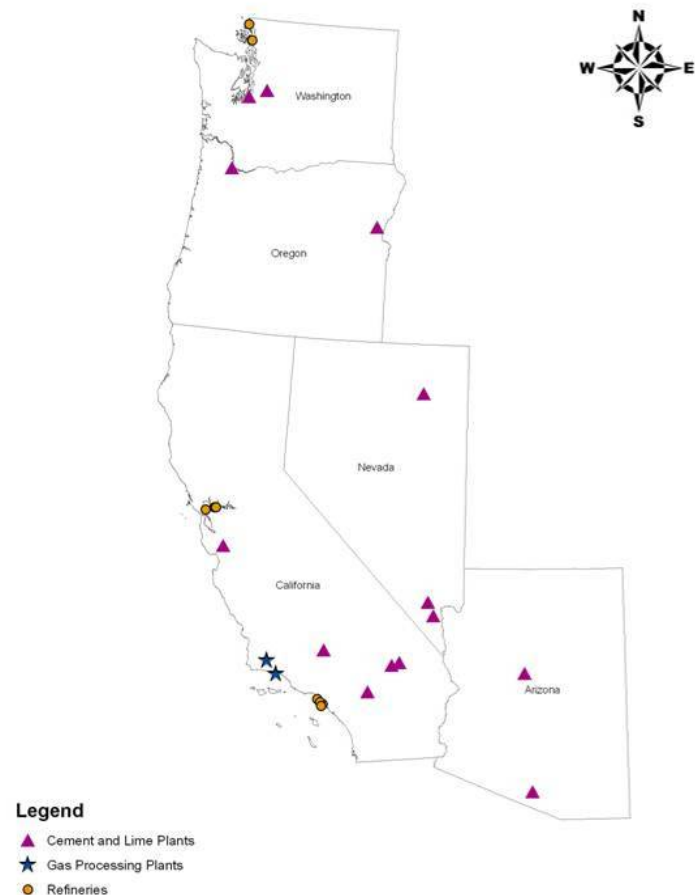 N
W E
S
Washington
Oregon
Nevada
California
Arizona
Legend
Cement and Lime Plants
Gas Processing Plants
Refineries